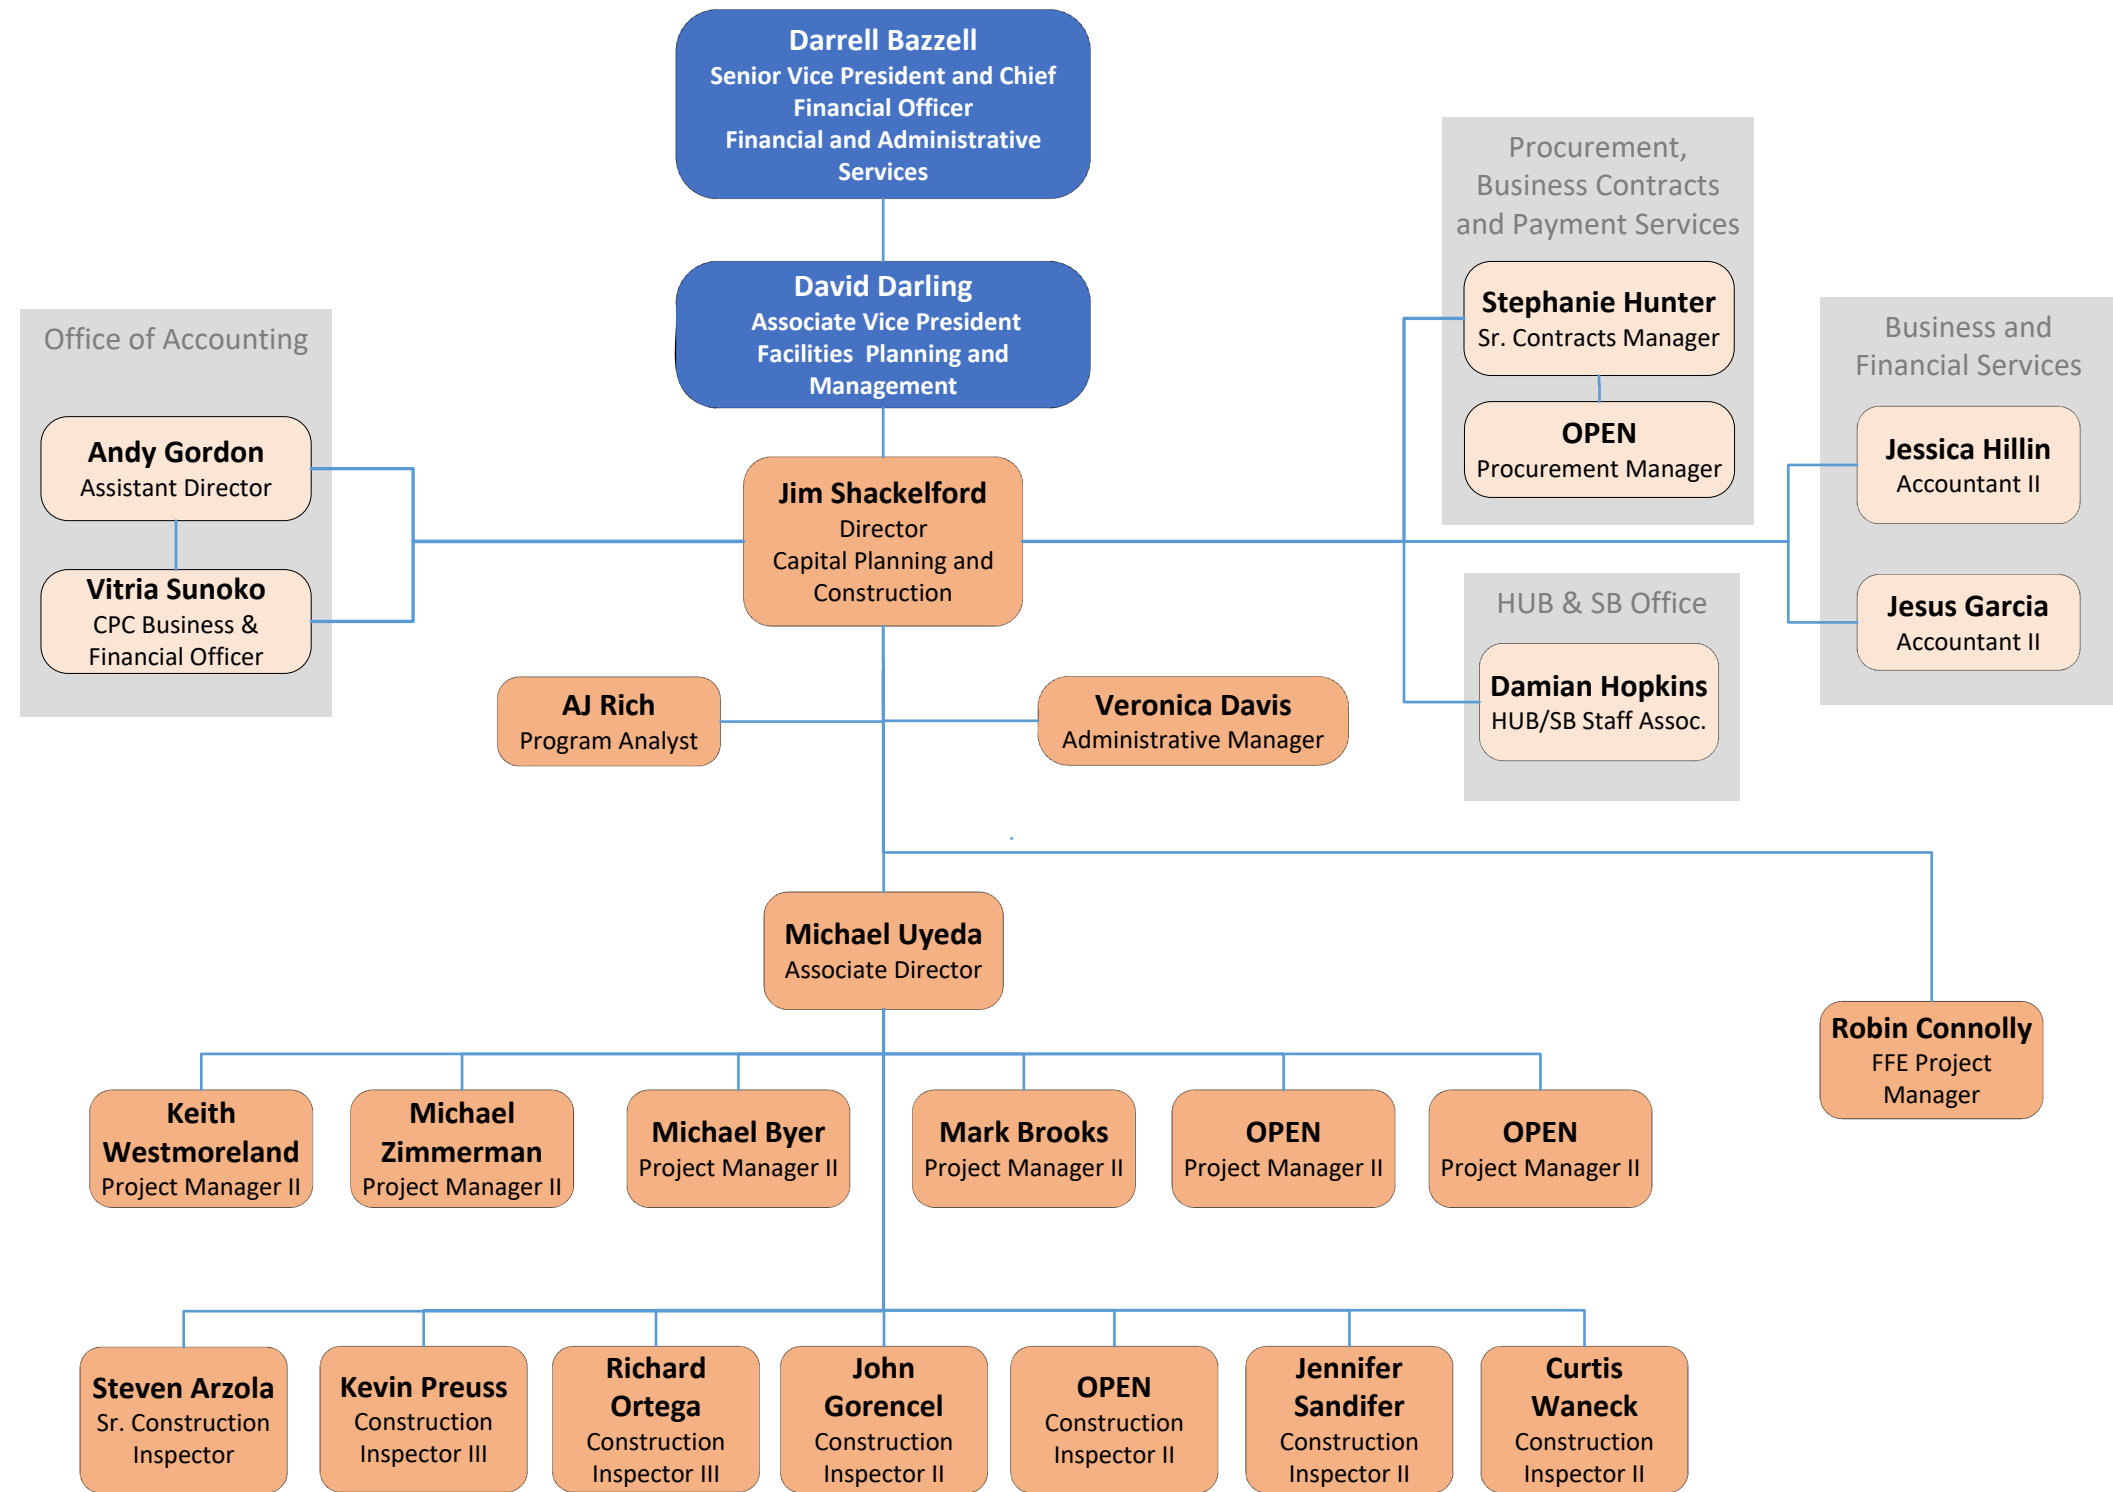 Darrell Bazzell
Senior Vice President and Chief
Financial Officer
Financial and Administrative
Services
David Darling
Associate Vice President
Facilities  Planning and
Management
Office of Accounting
Andy Gordon
Assistant Director
Vitria Sunoko
CPC Business &
Financial Officer
Jim Shackelford
Director
Capital Planning and
Construction
Procurement,
Business Contracts
and Payment Services
Stephanie Hunter
Sr. Contracts Manager
OPEN
Procurement Manager
Business and
Financial Services
Jessica Hillin
Accountant II
Jesus Garcia
Accountant II
HUB & SB Office
Damian Hopkins
HUB/SB Staff Assoc.
AJ Rich
Program Analyst
Veronica Davis
Administrative Manager
Michael Uyeda
Associate Director
Robin Connolly
FFE Project
Manager
Keith
Westmoreland
Project Manager II
Michael
Zimmerman
Project Manager II
Michael Byer
Project Manager II
Mark Brooks
Project Manager II
OPEN
Project Manager II
OPEN
Project Manager II
Steven Arzola
Sr. Construction
Inspector
Kevin Preuss
Construction
Inspector III
Richard
Ortega
Construction
Inspector III
John
Gorencel
Construction
Inspector II
OPEN
Construction
Inspector II
Jennifer
Sandifer
Construction
Inspector II
Curtis
Waneck
Construction
Inspector II